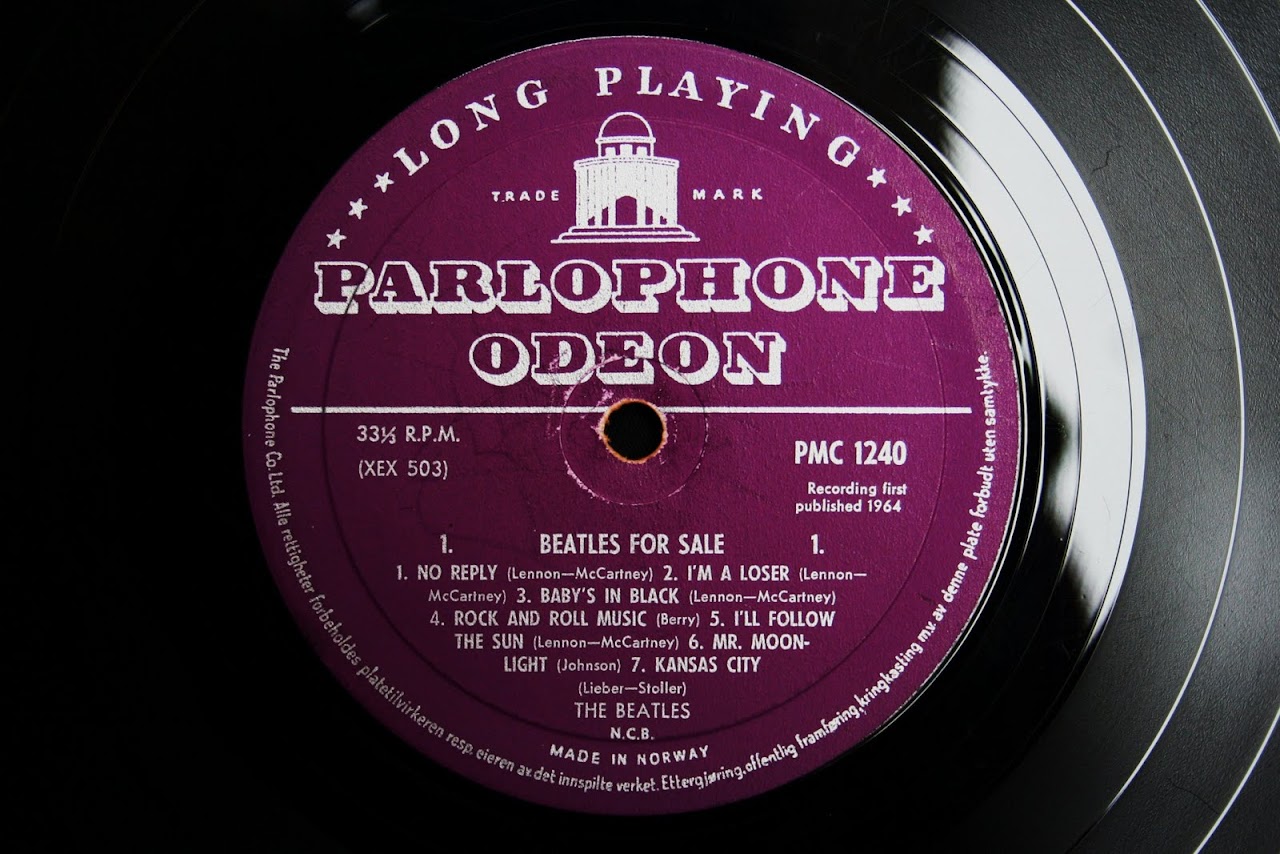 ★★★ LONG PLAYING ★★★
TRADE MARK
PARLOPHONE
ODEON
33⅓ R.P.M.
(XEX 503)
PMC 1240
Recording first
published 1964
1. BEATLES FOR SALE 1.
1. NO REPLY (Lennon—McCartney) 2. I'M A LOSER (Lennon—
McCartney) 3. BABY'S IN BLACK (Lennon—McCartney)
4. ROCK AND ROLL MUSIC (Berry) 5. I'LL FOLLOW
THE SUN (Lennon—McCartney) 6. MR. MOON-
LIGHT (Johnson) 7. KANSAS CITY
(Lieber—Stoller)
THE BEATLES
N.C.B.
MADE IN NORWAY
The Parlophone Co. Ltd. Alle rettigheter forbeholdes platetilvirkeren resp. eieren av det innspilte verket. Ettergjøring, offentlig framføring, kringkasting m.v. av denne plate forbudt uten samtykke.